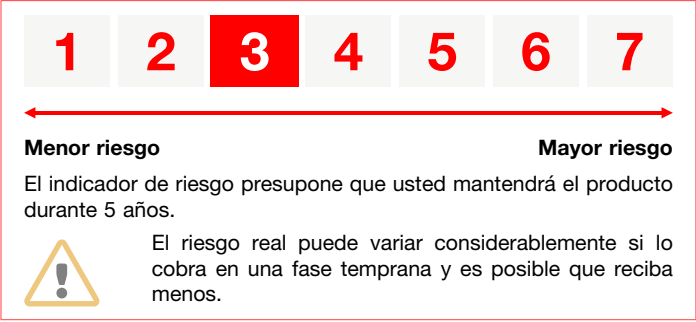 1 2 3 4 5 6 7
Menor riesgo Mayor riesgo
El indicador de riesgo presupone que usted mantendrá el producto
durante 5 años.
El riesgo real puede variar considerablemente si lo
cobra en una fase temprana y es posible que reciba
menos.